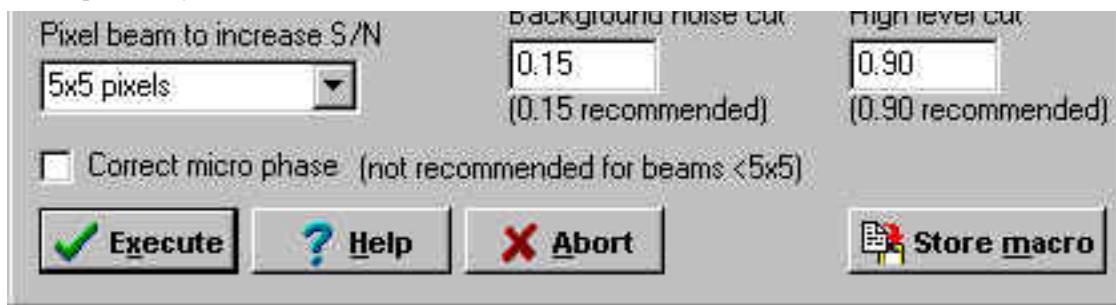 Pixel beam to increase S/N
Background noise cut
High level cut
5x5 pixels
0.15
0.90
(0.15 recommended)
(0.90 recommended)
Correct micro phase (not recommended for beams <5x5)
Execute
Help
Abort
Store macro